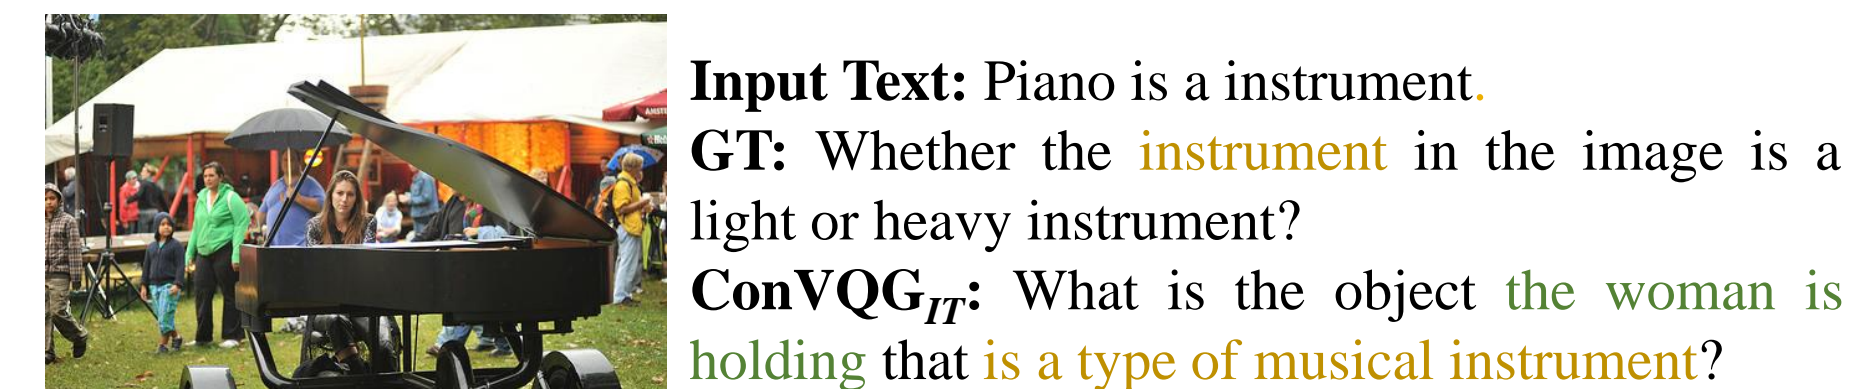 Input Text: Piano is a instrument.
GT: Whether the instrument in the image is a
light or heavy instrument?
ConVQG_IT: What is the object the woman is
holding that is a type of musical instrument?